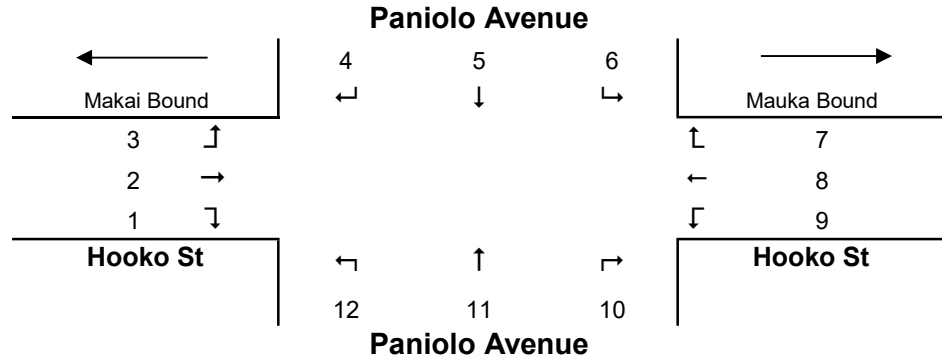 Paniolo Avenue
4 5 6
Makai Bound
Mauka Bound
3 7
2 8
1 9
Hooko St
Hooko St
12 11 10
Paniolo Avenue